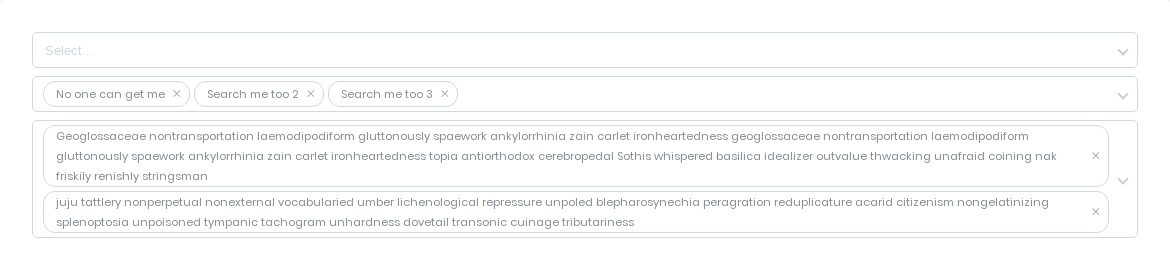 Select...
No one can get me × Search me too 2 × Search me too 3 ×
Geoglossaceae nontransportation laemodipodiform gluttonously spaework ankylorrhinia zain carlet ironheartedness geoglossaceae nontransportation laemodipodiform
gluttonously spaework ankylorrhinia zain carlet ironheartedness topia antiorthodox cerebropedal Sothis whispered basilica idealizer outvalue thwacking unafraid coining nak
friskily renishly stringsman
juju tattlery nonperpetual nonexternal vocabularied umber lichenological repressure unpoled blepharosynechia peragration reduplicature acarid citizenism nongelatinizing
splenoptosia unpoisoned tympanic tachogram unhardness dovetail transonic cuinage tributariness